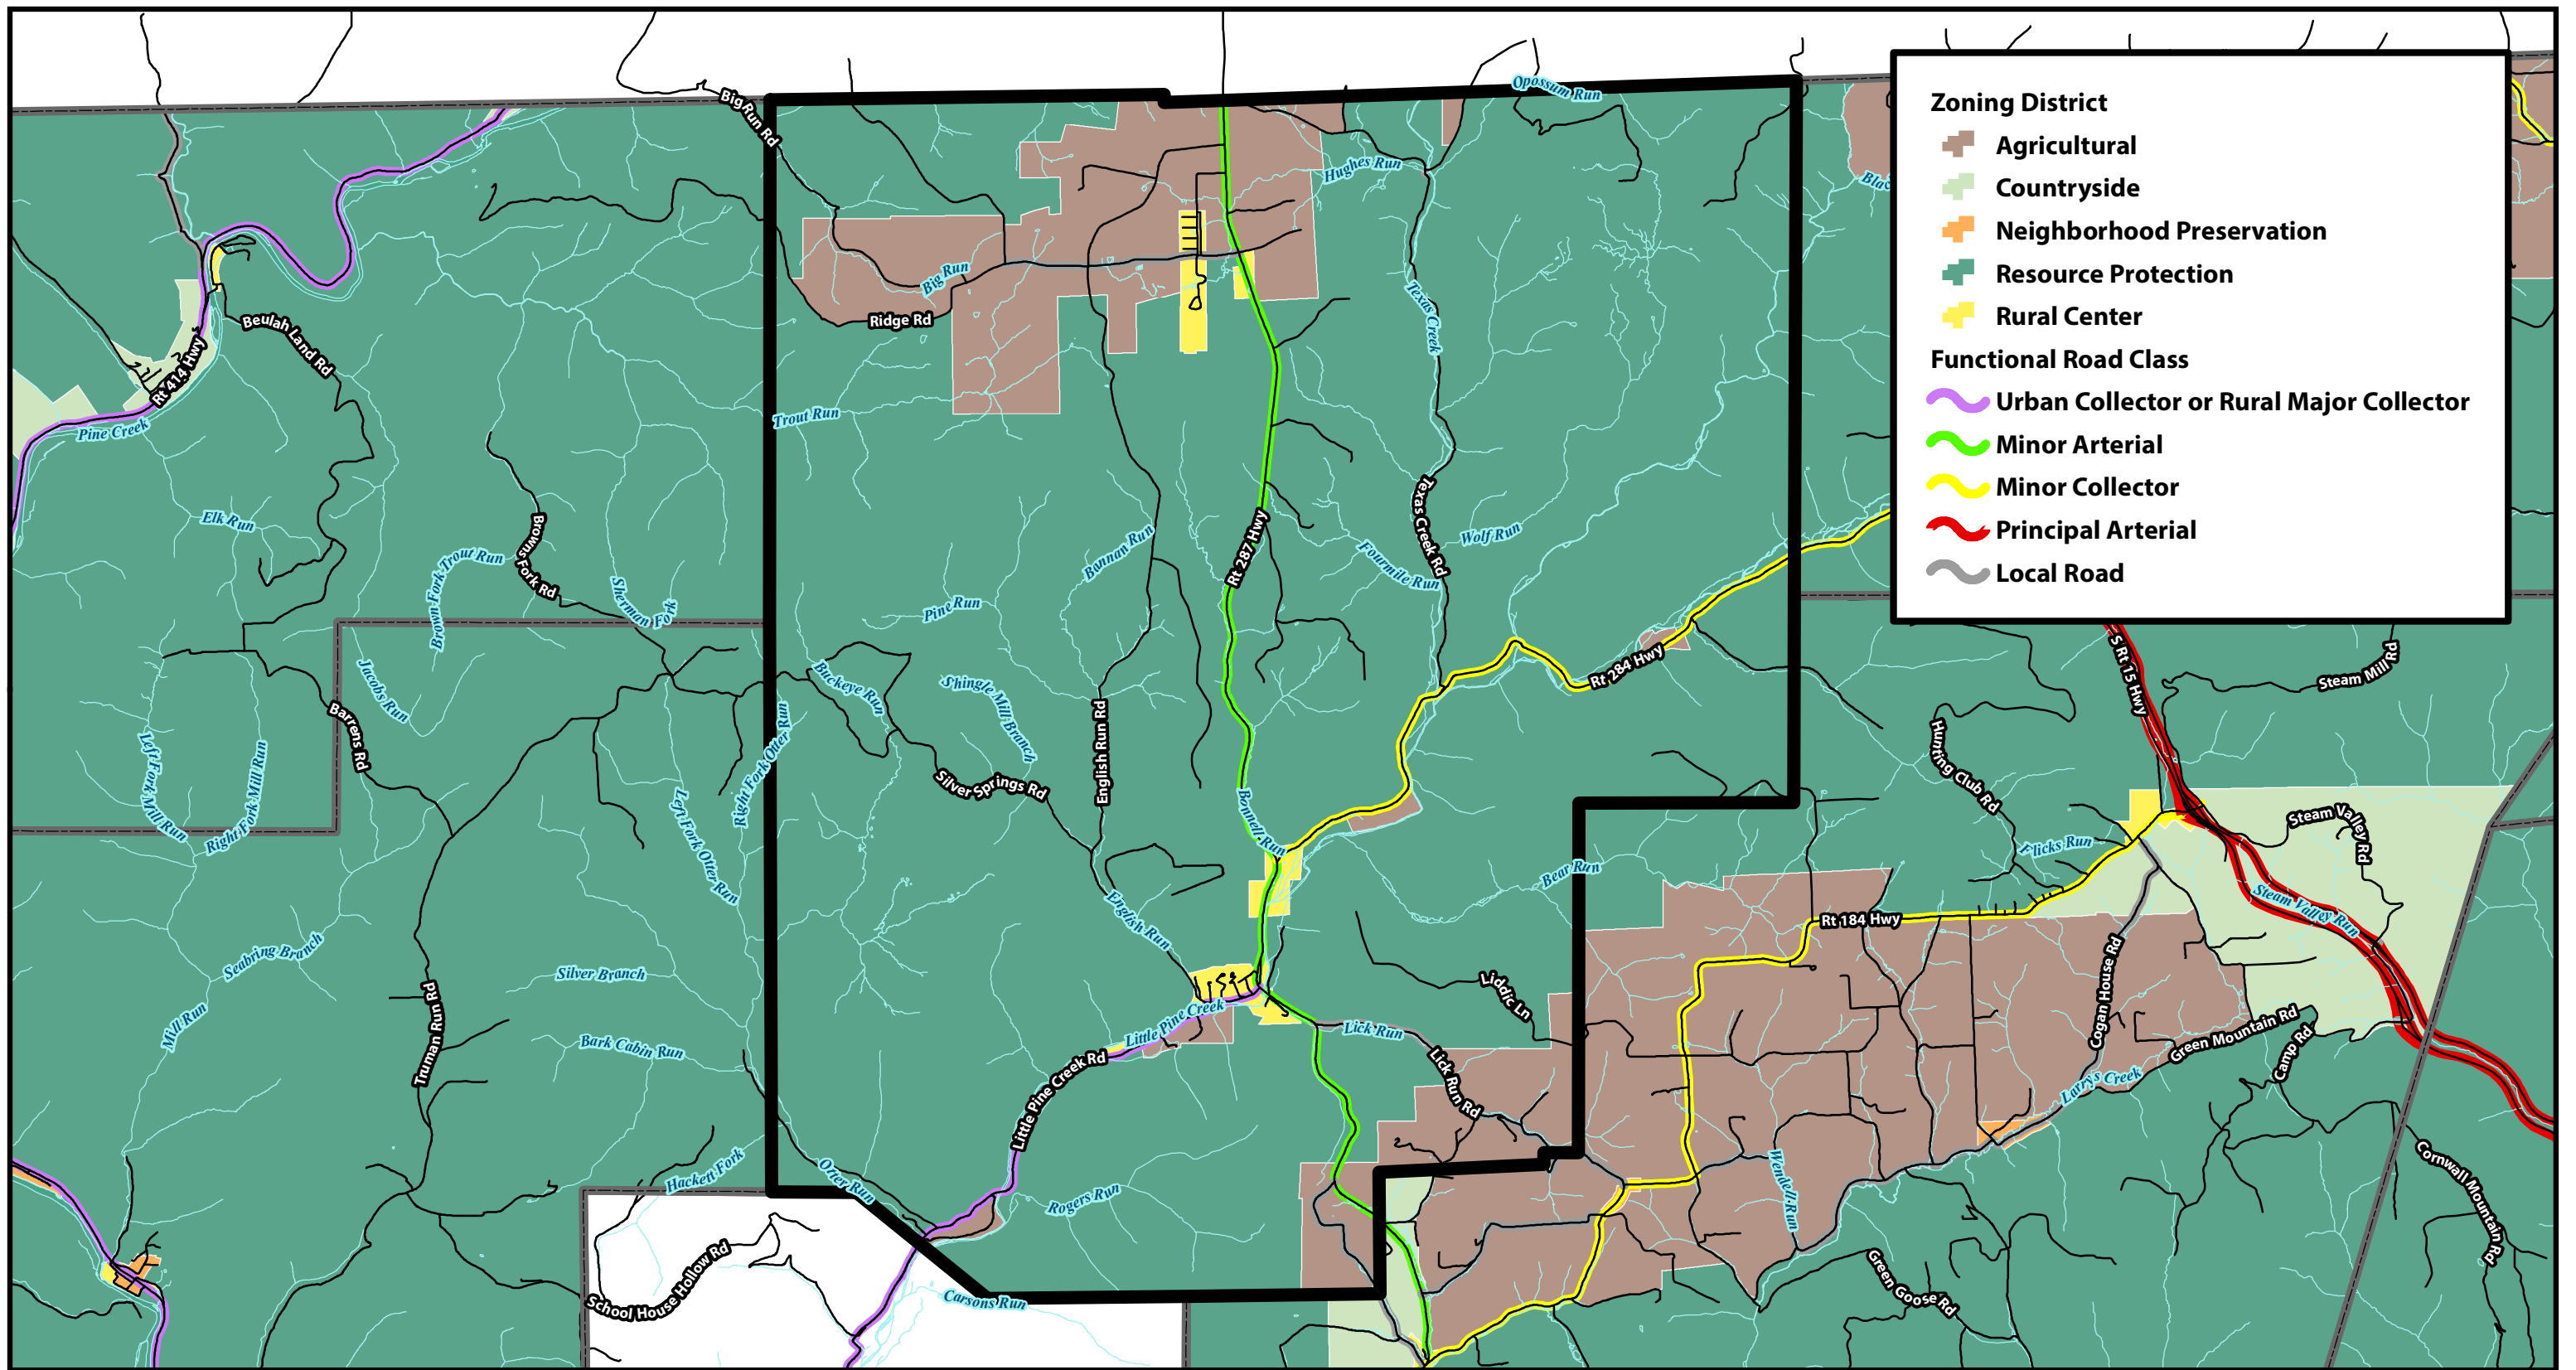 Big Run Rd
Opossum Run
Zoning District
Agricultural
Countryside
Neighborhood Preservation
Resource Protection
Rural Center
Functional Road Class
Urban Collector or Rural Major Collector
Minor Arterial
Minor Collector
Principal Arterial
Local Road
Hughes Run
Big Run
Ridge Rd
Texas Creek
Beulah Land Rd
Rt 414 Hwy
Pine Creek
Trout Run
Elk Run
Browns Fork Rd
Brown Fork Trout Run
Sherman Fork
Bannan Run
Pine Run
Rt 287 Hwy
Fourmile Run
Texas Creek Rd
Wolf Run
Rt 284 Hwy
S Rt 15 Hwy
Steam Mill Rd
Jacobs Run
Barrens Rd
Buckeye Run
Shingle Mill Branch
English Run Rd
Silver Springs Rd
Left Fork Mill Run
Right Fork Mill Run
Left Fork Otter Run
Right Fork Otter Run
Bonnell Run
Hunting Club Rd
Steam Valley Rd
Flicks Run
Bear Run
Steam Valley Run
Rt 184 Hwy
English Run
Seabring Branch
Silver Branch
Mill Run
Truman Run Rd
Bark Cabin Run
Little Pine Creek
Little Pine Creek Rd
Liddic Ln
Lick Run
Lick Run Rd
Cogan House Rd
Green Mountain Rd
Camp Rd
Larrys Creek
Hackett Fork
Otter Run
Rogers Run
Wendell Run
Cornwall Mountain Rd
School House Hollow Rd
Carsons Run
Green Goose Rd